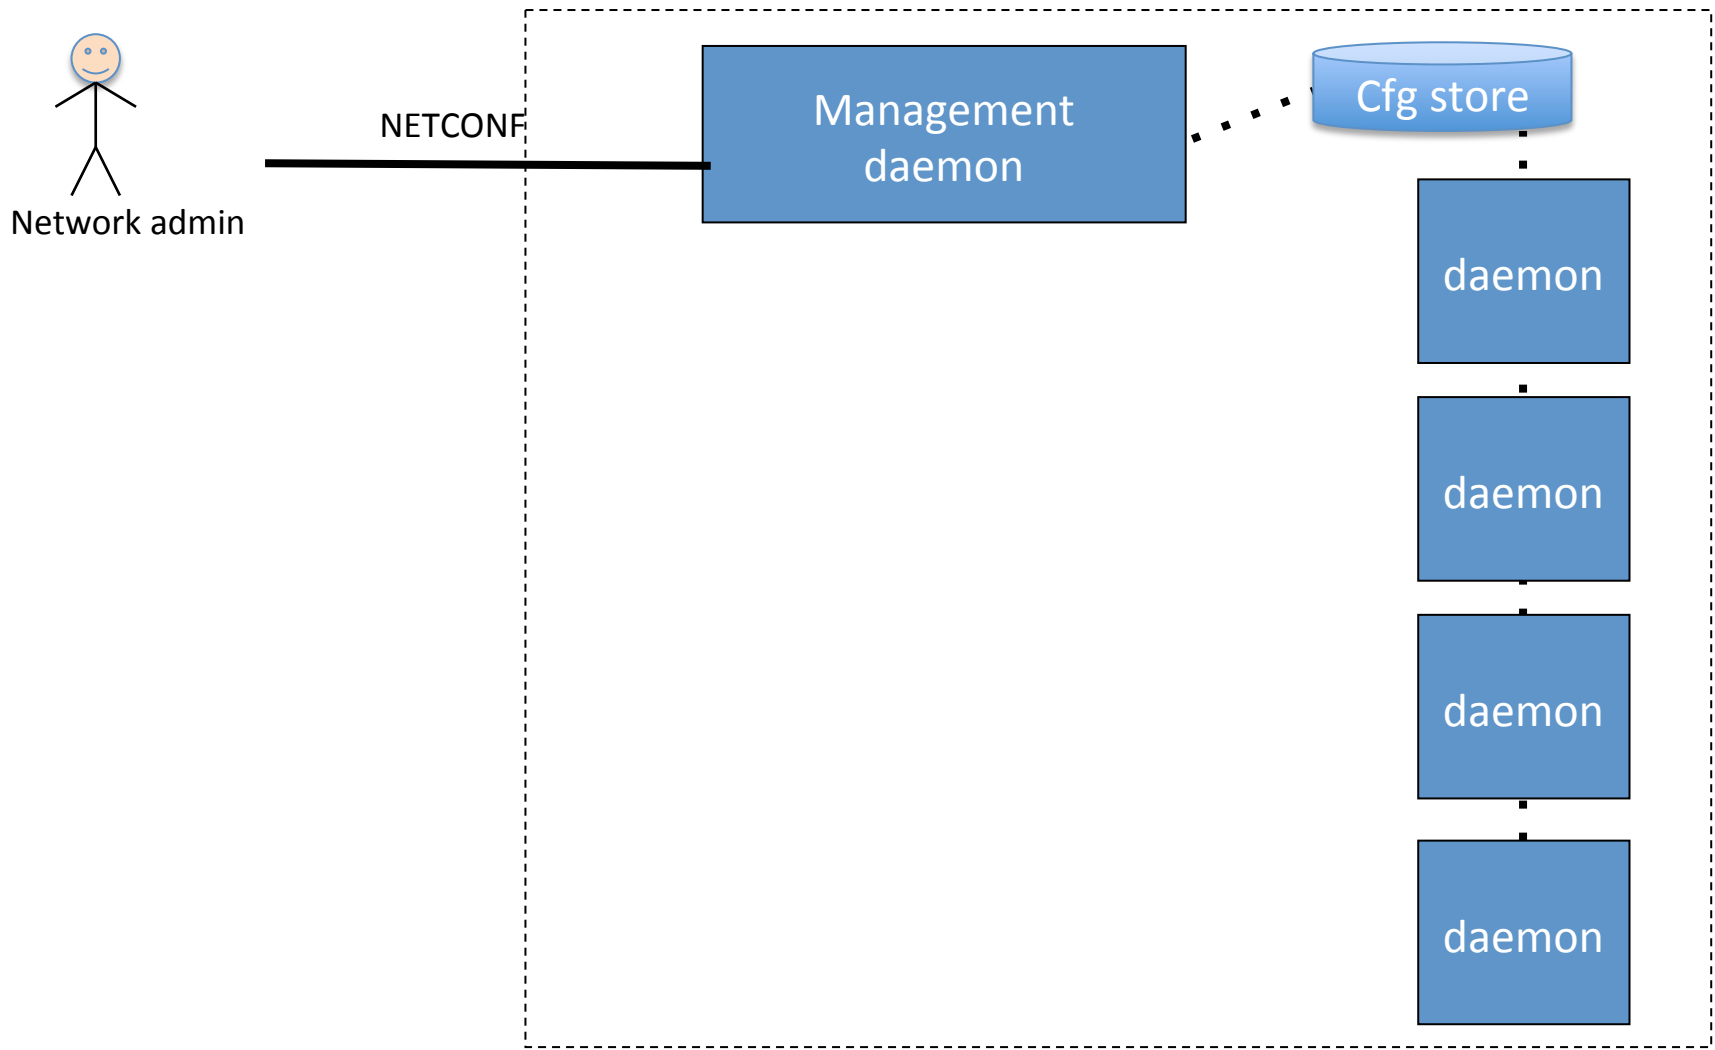 NETCONF
Management
daemon
Cfg store
Network admin
daemon
daemon
daemon
daemon